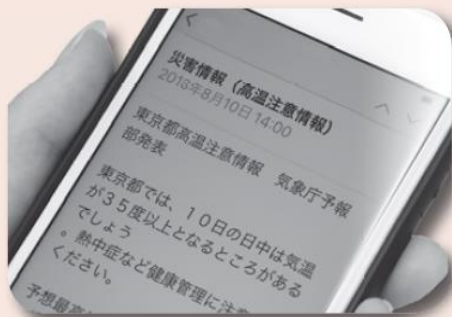 災害情報（高温注意情報）
2018年8月10日 14:00
東京都高温注意情報　気象庁予報
部発表
東京都では、１０日の日中は気温
が３５度以上となるところがある
でしょう
。熱中症など健康管理に注意
ください。
予想最高